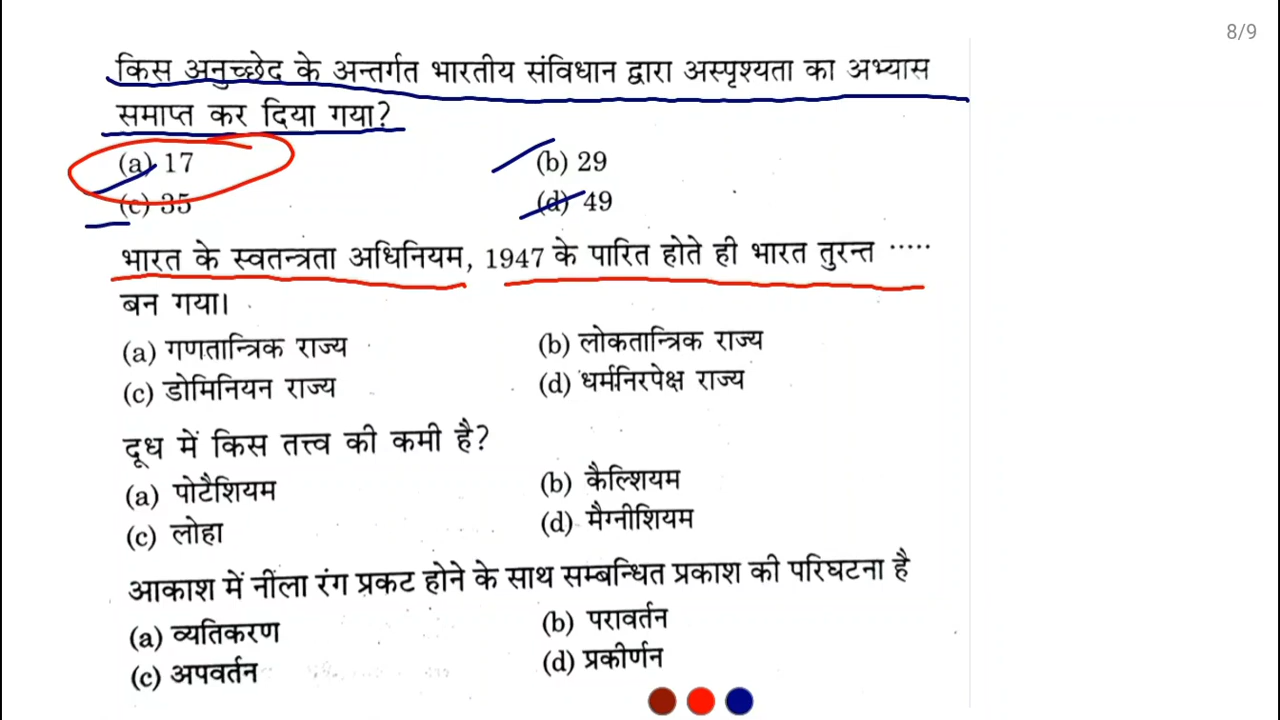 8/9
किस अनुच्छेद के अन्तर्गत भारतीय संविधान द्वारा अस्पृश्यता का अभ्यास
समाप्त कर दिया गया?
(a) 17 (b) 29
(c) 35 (d) 49
भारत के स्वतन्त्रता अधिनियम, 1947 के पारित होते ही भारत तुरन्त .....
बन गया।
(a) गणतान्त्रिक राज्य (b) लोकतान्त्रिक राज्य
(c) डोमिनियन राज्य (d) धर्मनिरपेक्ष राज्य
दूध में किस तत्त्व की कमी है?
(a) पोटैशियम (b) कैल्शियम
(c) लोहा (d) मैग्नीशियम
आकाश में नीला रंग प्रकट होने के साथ सम्बन्धित प्रकाश की परिघटना है
(a) व्यतिकरण (b) परावर्तन
(c) अपवर्तन (d) प्रकीर्णन